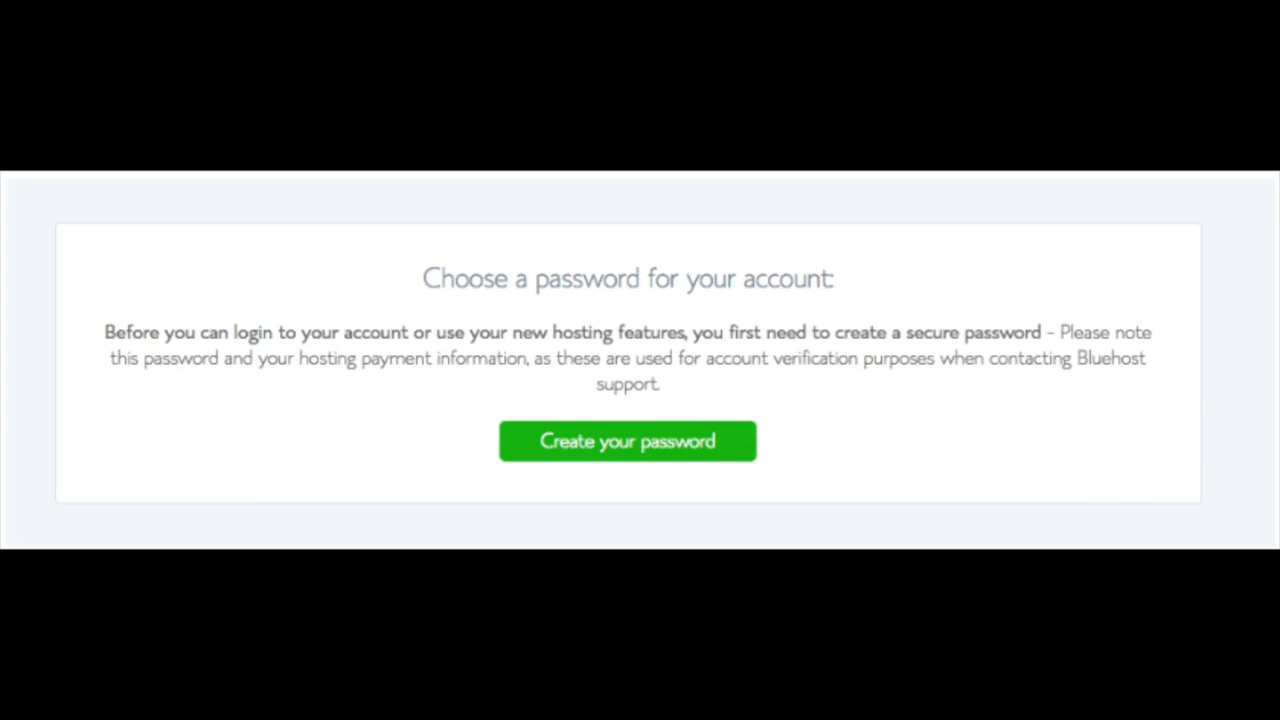 Choose a password for your account:
Before you can login to your account or use your new hosting features, you first need to create a secure password - Please note
this password and your hosting payment information, as these are used for account verification purposes when contacting Bluehost
support.
Create your password